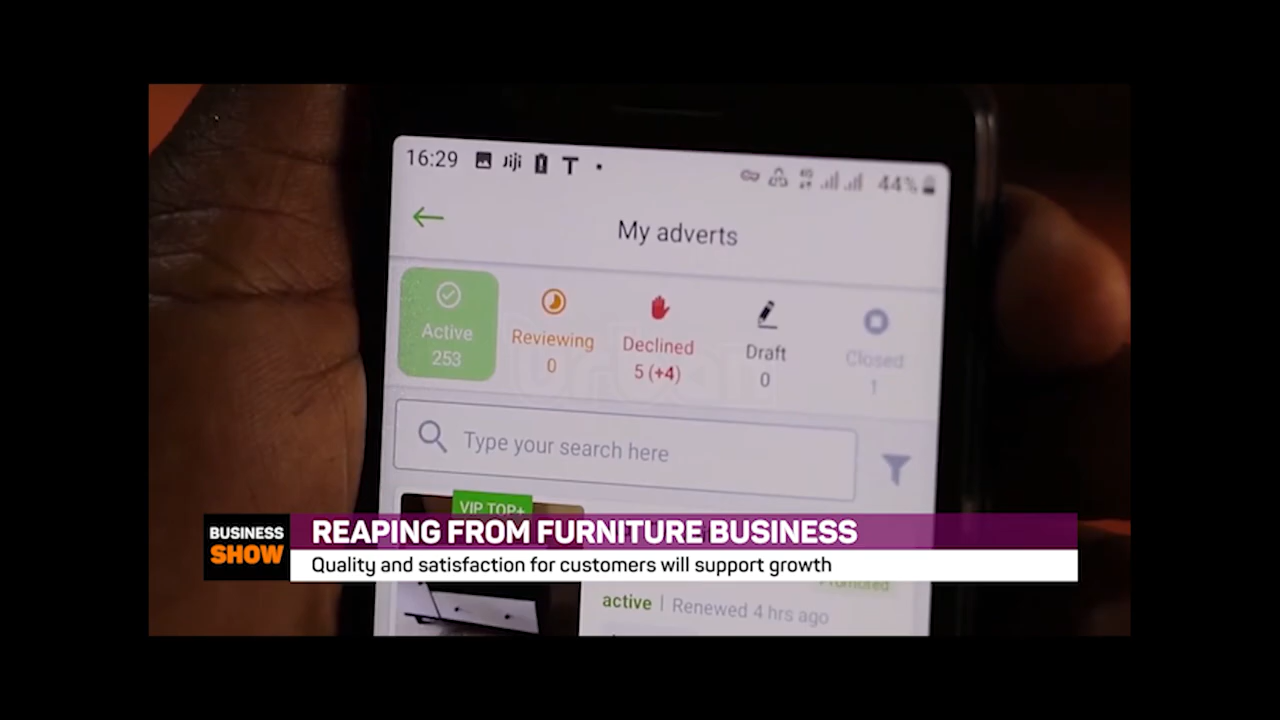 16:29 Jiji T 44%
My adverts
Active
253
Reviewing
0
Declined
5 (+4)
Draft
0
Closed
1
urban
Type your search here
VIP TOP+
BUSINESS
SHOW
REAPING FROM FURNITURE BUSINESS
Quality and satisfaction for customers will support growth
Promoted
active | Renewed 4 hrs ago